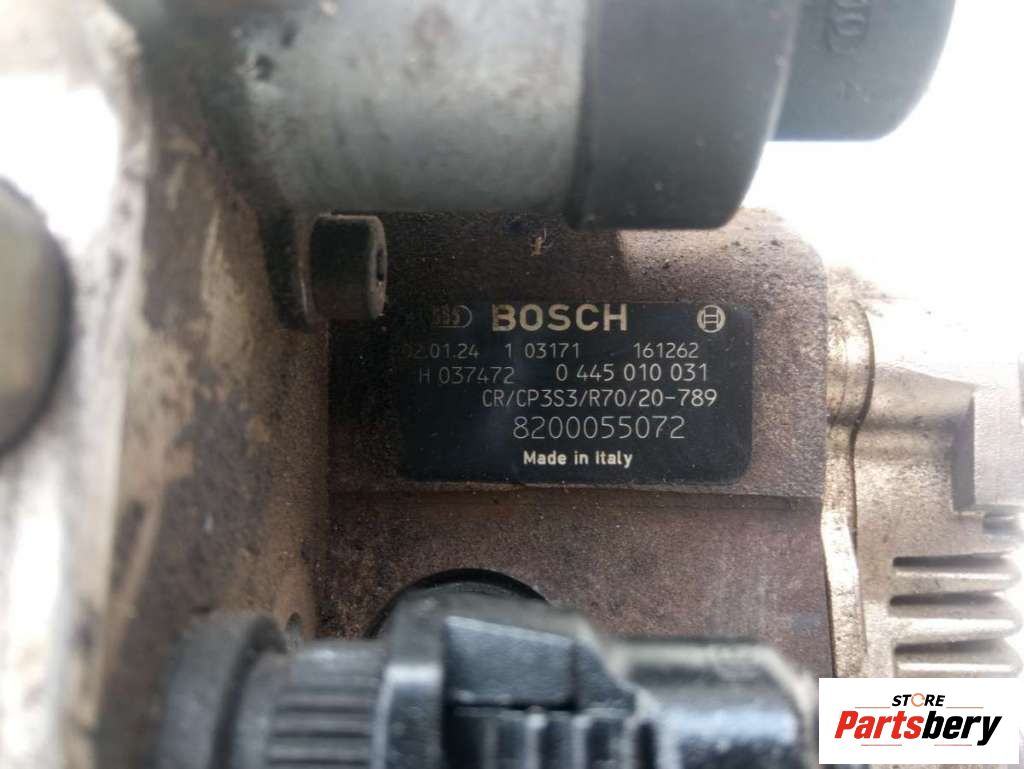 BOSCH
02.01.24 1 03171 161262
H 037472 0 445 010 031
CR/CP3S3/R70/20-789
8200055072
Made in Italy
STORE
Partsbery